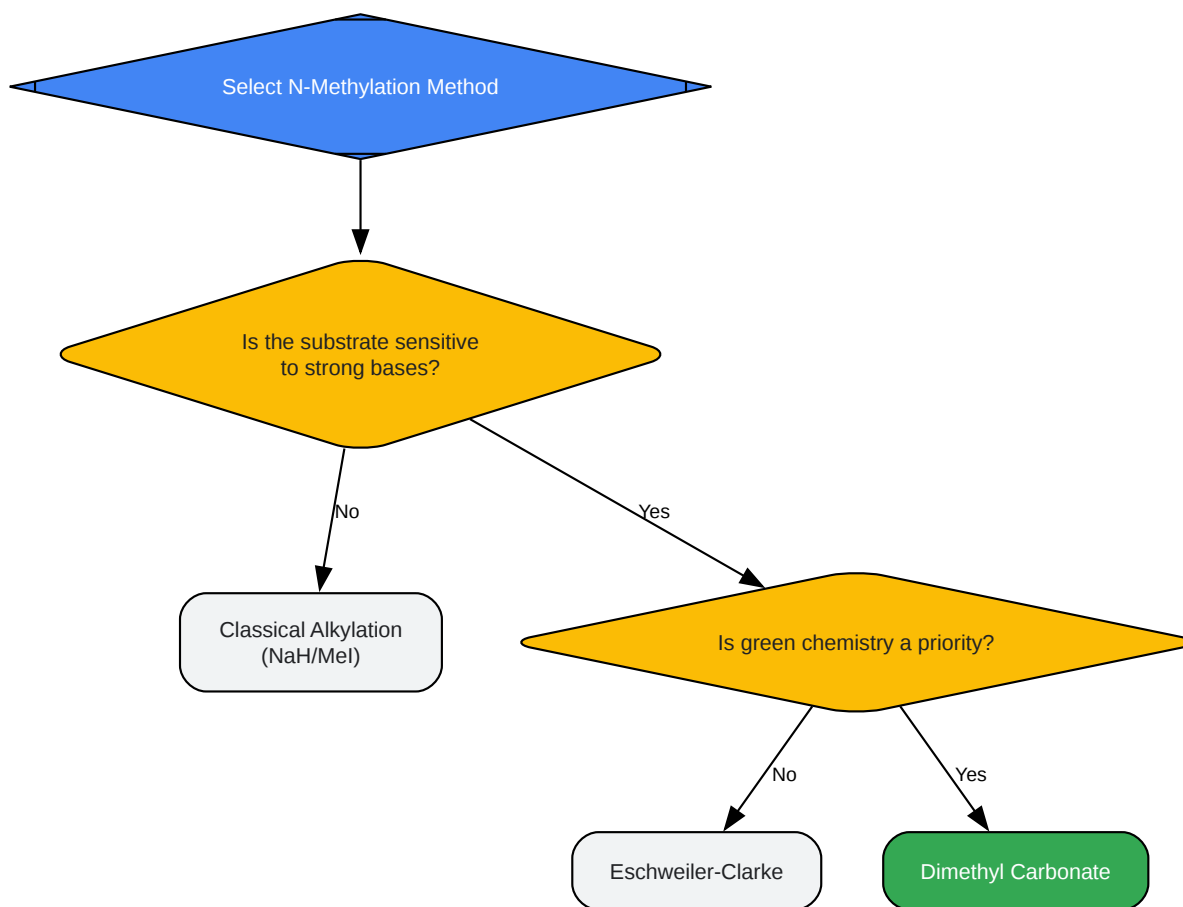 Select N-Methylation Method
Is the substrate sensitive
to strong bases?
No
Yes
Classical Alkylation
(NaH/MeI)
Is green chemistry a priority?
No
Yes
Eschweiler-Clarke
Dimethyl Carbonate